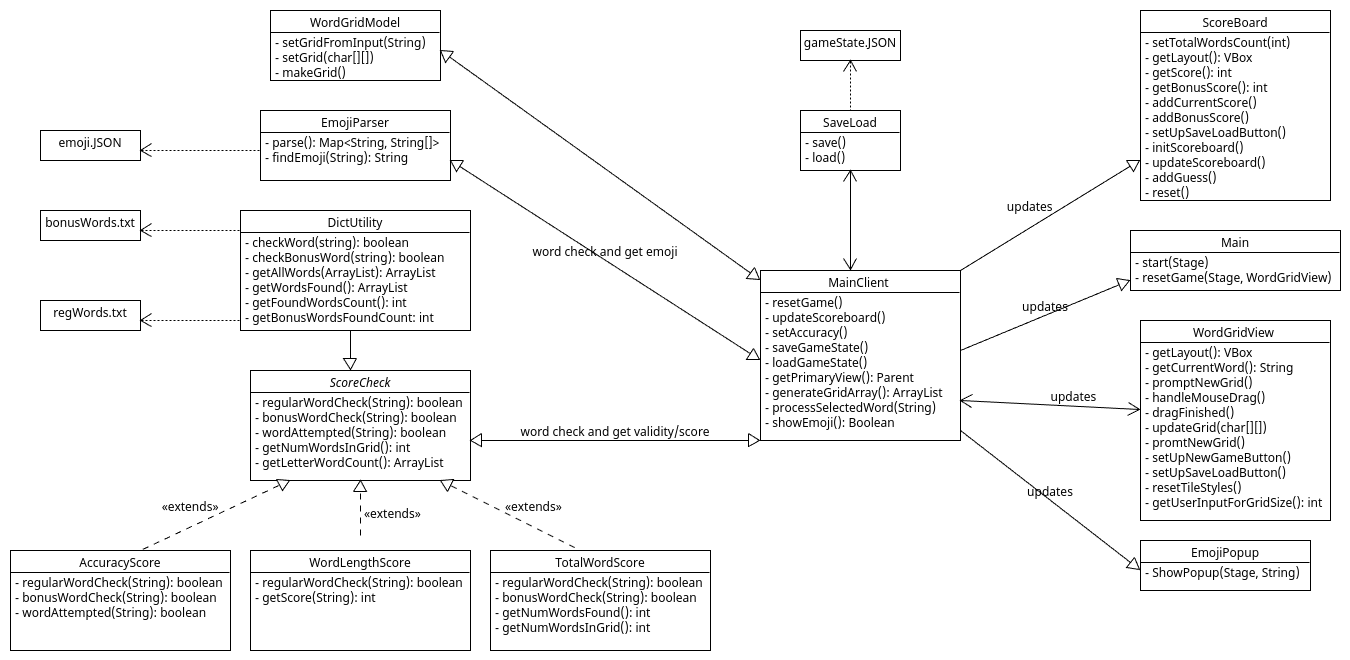 WordGridModel
- setGridFromInput(String)
- setGrid(char[][])
- makeGrid()
EmojiParser
- parse(): Map<String, String[]>
- findEmoji(String): String
emoji.JSON
bonusWords.txt
regWords.txt
DictUtility
- checkWord(string): boolean
- checkBonusWord(string): boolean
- getAllWords(ArrayList): ArrayList
- getWordsFound(): ArrayList
- getFoundWordsCount(): int
- getBonusWordsFoundCount: int
ScoreCheck
- regularWordCheck(String): boolean
- bonusWordCheck(String): boolean
- wordAttempted(String): boolean
- getNumWordsInGrid(): int
- getLetterWordCount(): ArrayList
«extends»
«extends»
«extends»
AccuracyScore
- regularWordCheck(String): boolean
- bonusWordCheck(String): boolean
- wordAttempted(String): boolean
WordLengthScore
- regularWordCheck(String): boolean
- getScore(String): int
TotalWordScore
- regularWordCheck(String): boolean
- bonusWordCheck(String): boolean
- getNumWordsFound(): int
- getNumWordsInGrid(): int
word check and get emoji
word check and get validity/score
gameState.JSON
SaveLoad
- save()
- load()
MainClient
- resetGame()
- updateScoreboard()
- setAccuracy()
- saveGameState()
- loadGameState()
- getPrimaryView(): Parent
- generateGridArray(): ArrayList
- processSelectedWord(String)
- showEmoji(): Boolean
updates
updates
updates
updates
ScoreBoard
- setTotalWordsCount(int)
- getLayout(): VBox
- getScore(): int
- getBonusScore(): int
- addCurrentScore()
- addBonusScore()
- setUpSaveLoadButton()
- initScoreboard()
- updateScoreboard()
- addGuess()
- reset()
Main
- start(Stage)
- resetGame(Stage, WordGridView)
WordGridView
- getLayout(): VBox
- getCurrentWord(): String
- promptNewGrid()
- handleMouseDrag()
- dragFinished()
- updateGrid(char[][])
- promtNewGrid()
- setUpNewGameButton()
- setUpSaveLoadButton()
- resetTileStyles()
- getUserInputForGridSize(): int
EmojiPopup
- ShowPopup(Stage, String)